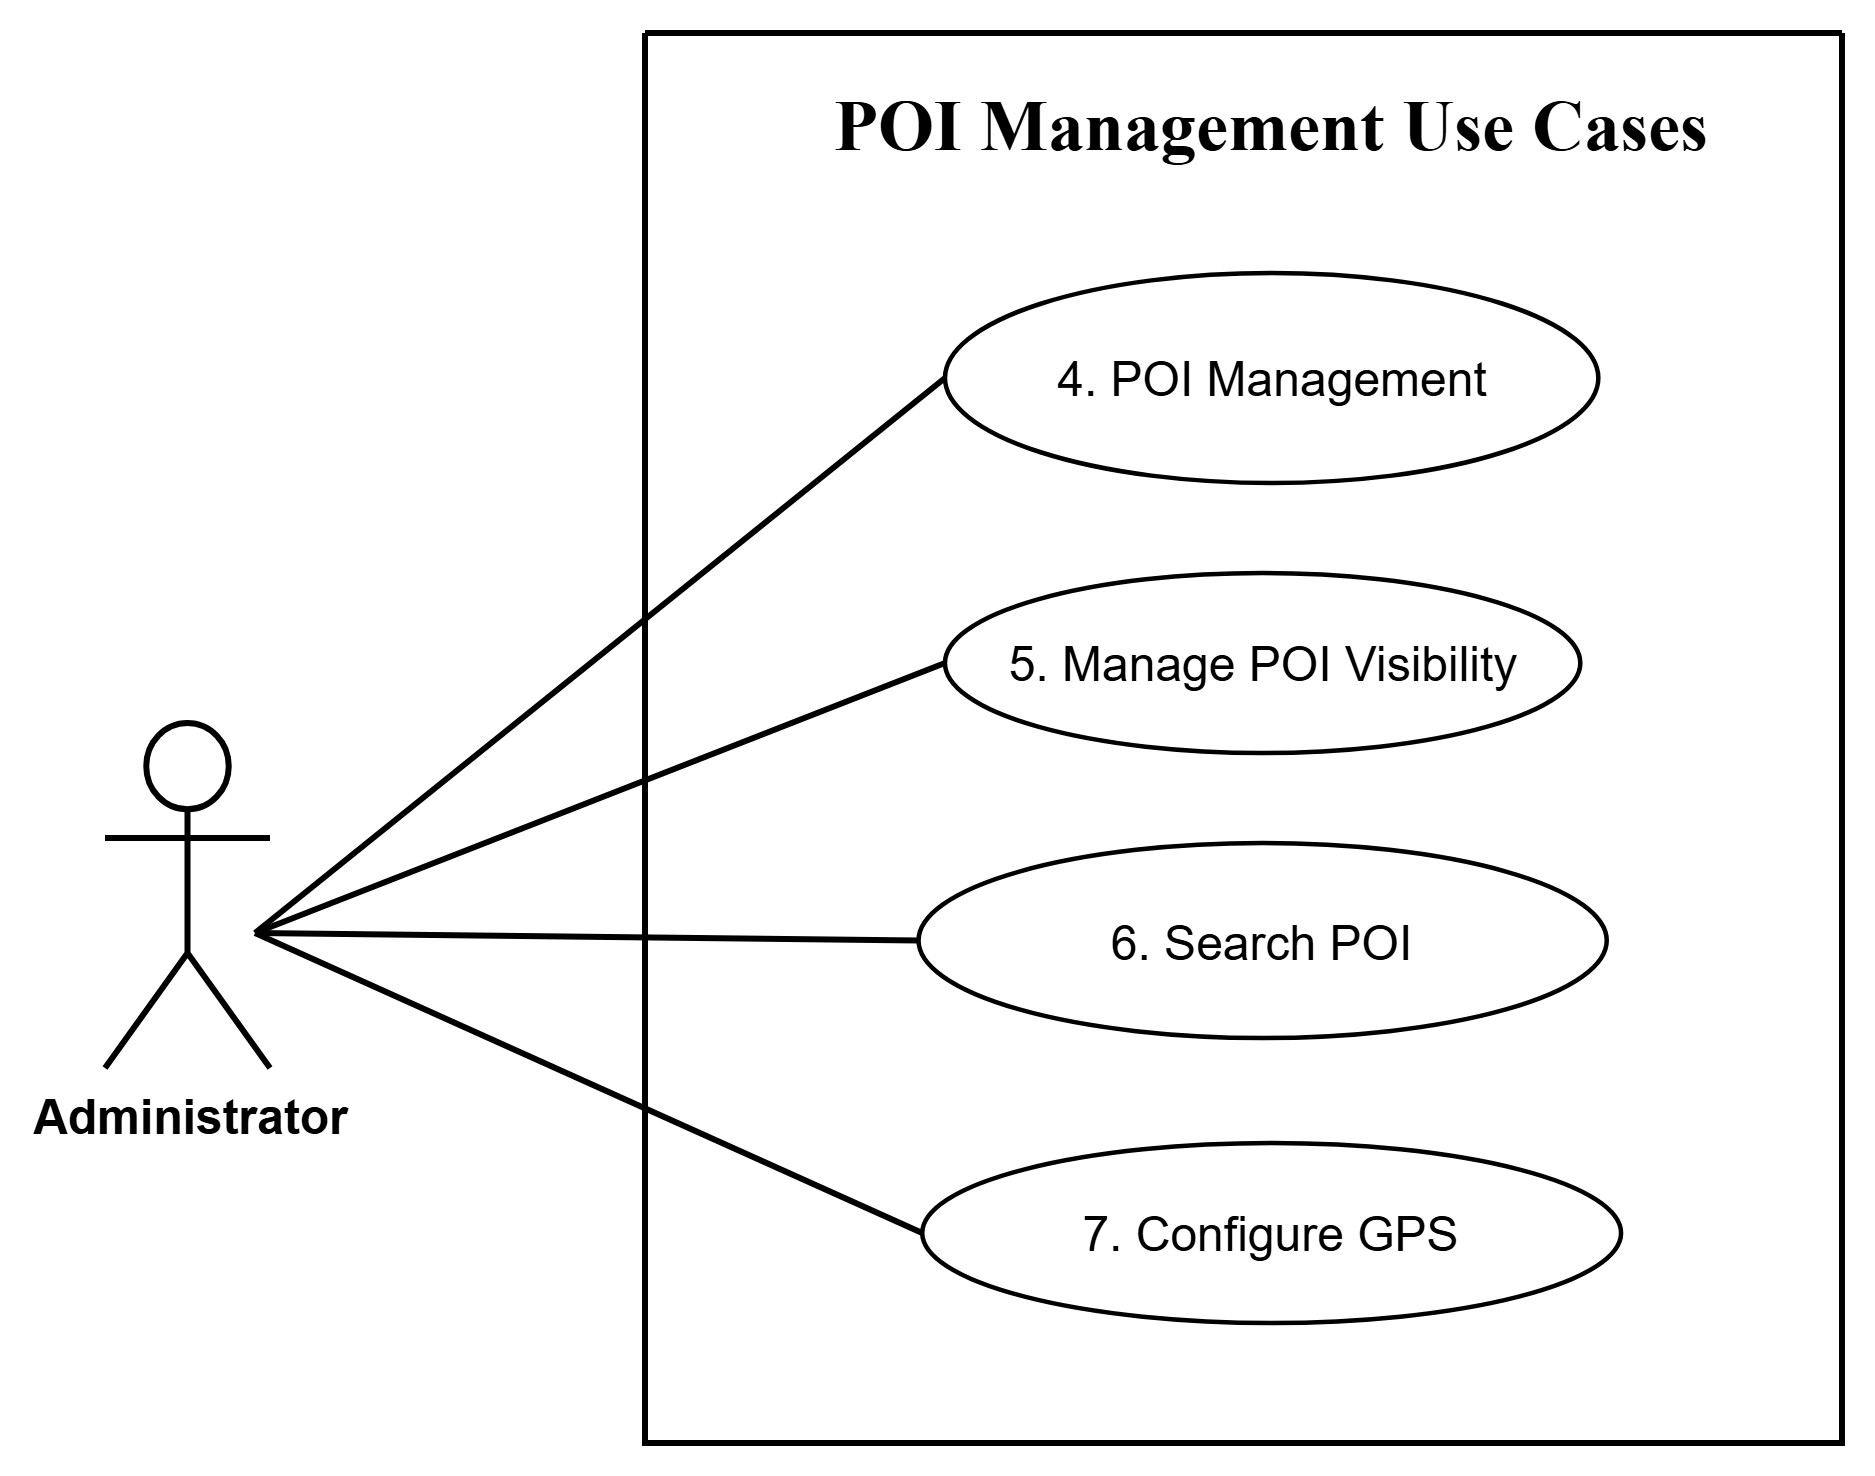 POI Management Use Cases
4. POI Management
5. Manage POI Visibility
6. Search POI
7. Configure GPS
Administrator